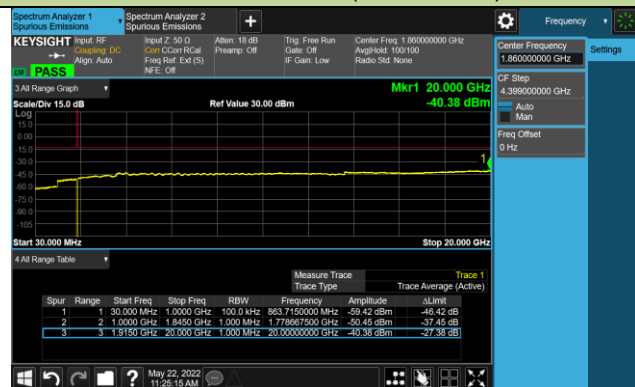 Spectrum Analyzer 1
Spurious Emissions
Spectrum Analyzer 2
Spurious Emissions
Frequency
KEYSIGHT
Input: RF
Coupling: DC
Align: Auto
Input Z: 50 Ω
Corr CCorr RCal
Freq Ref: Ext (S)
NFE: Off
Atten: 18 dB
Preamp: Off
Trig: Free Run
Gate: Off
IF Gain: Low
Center Freq: 1.860000000 GHz
Avg|Hold: 100/100
Radio Std: None
PASS
Center Frequency
1.860000000 GHz
Settings
CF Step
4.399000000 GHz
Auto
Man
Freq Offset
0 Hz
3 All Range Graph
Mkr1 20.000 GHz
Scale/Div 15.0 dB
Ref Value 30.00 dBm
-40.38 dBm
Log
15.0
0.00
-15.0
-30.0
-45.0
-60.0
-75.0
-90.0
-105
1
Start 30.000 MHz
Stop 20.000 GHz
4 All Range Table
Measure Trace Trace 1
Trace Type Trace Average (Active)
Spur Range Start Freq Stop Freq RBW Frequency Amplitude ΔLimit
1 1 30.000 MHz 1.0000 GHz 100.0 kHz 863.7150000 MHz -59.42 dBm -46.42 dB
2 2 1.0000 GHz 1.8450 GHz 1.000 MHz 1.778667500 GHz -50.45 dBm -37.45 dB
3 3 1.9150 GHz 20.000 GHz 1.000 MHz 20.00000000 GHz -40.38 dBm -27.38 dB
May 22, 2022
11:25:15 AM